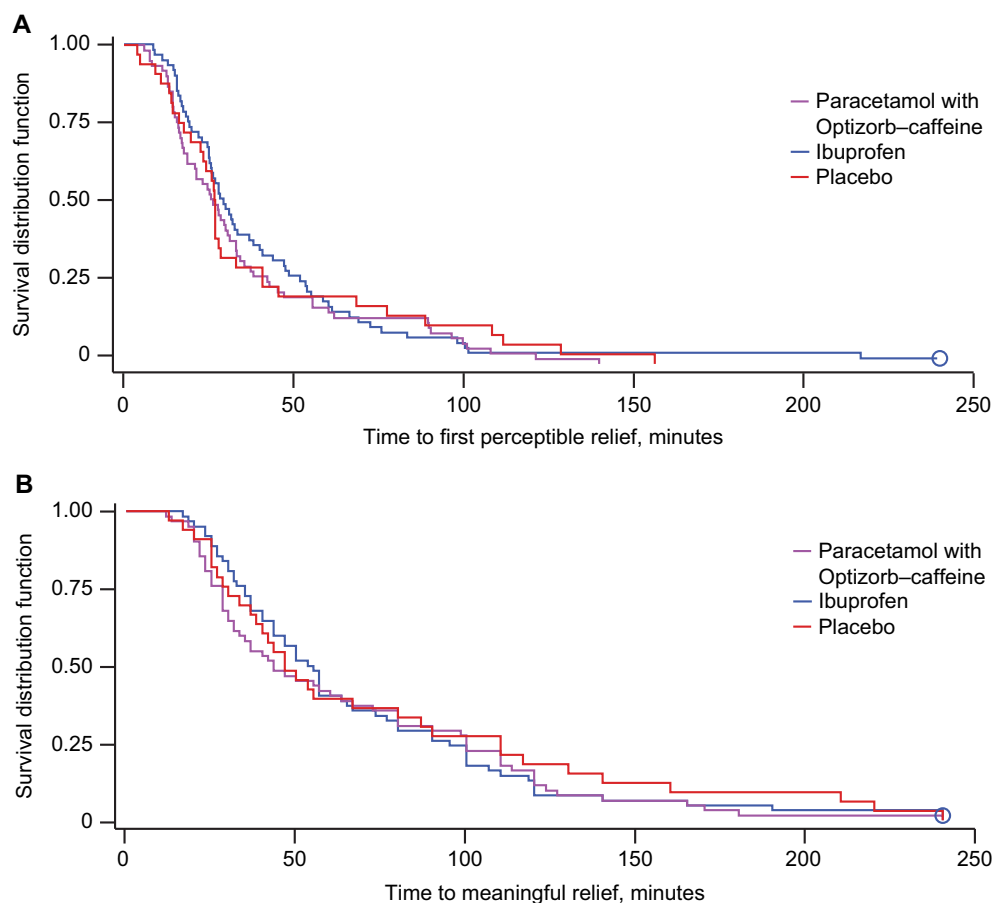 A
1.00
0.75
0.50
0.25
0
Survival distribution function
Paracetamol with
Optizorb–caffeine
Ibuprofen
Placebo
0 50 100 150 200 250
Time to first perceptible relief, minutes
B
1.00
0.75
0.50
0.25
0
Survival distribution function
Paracetamol with
Optizorb–caffeine
Ibuprofen
Placebo
0 50 100 150 200 250
Time to meaningful relief, minutes